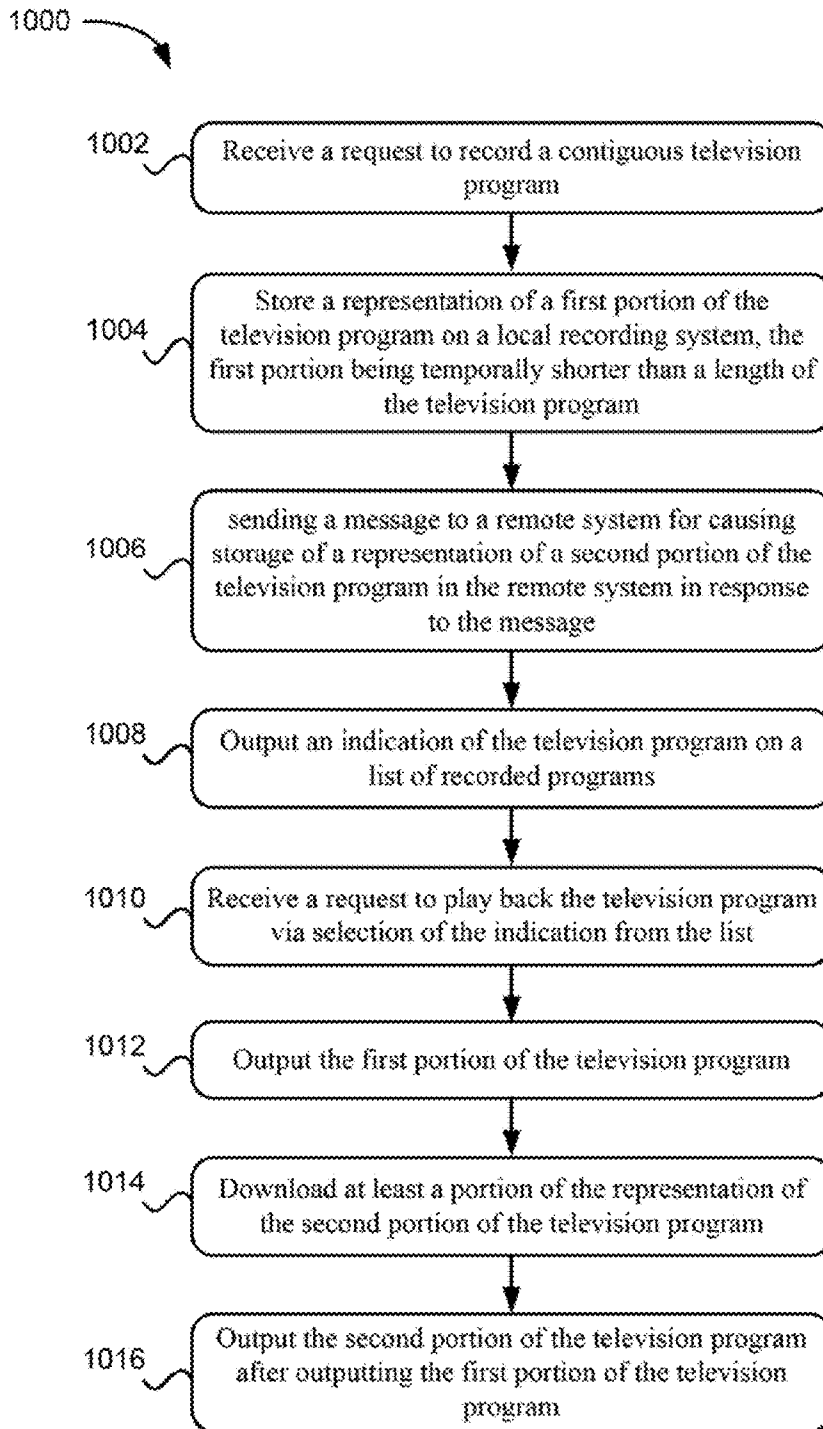 1000
1002
Receive a request to record a contiguous television
program
1004
Store a representation of a first portion of the
television program on a local recording system, the
first portion being temporally shorter than a length of
the television program
1006
sending a message to a remote system for causing
storage of a representation of a second portion of the
television program in the remote system in response
to the message
1008
Output an indication of the television program on a
list of recorded programs
1010
Receive a request to play back the television program
via selection of the indication from the list
1012
Output the first portion of the television program
1014
Download at least a portion of the representation of
the second portion of the television program
1016
Output the second portion of the television program
after outputting the first portion of the television
program